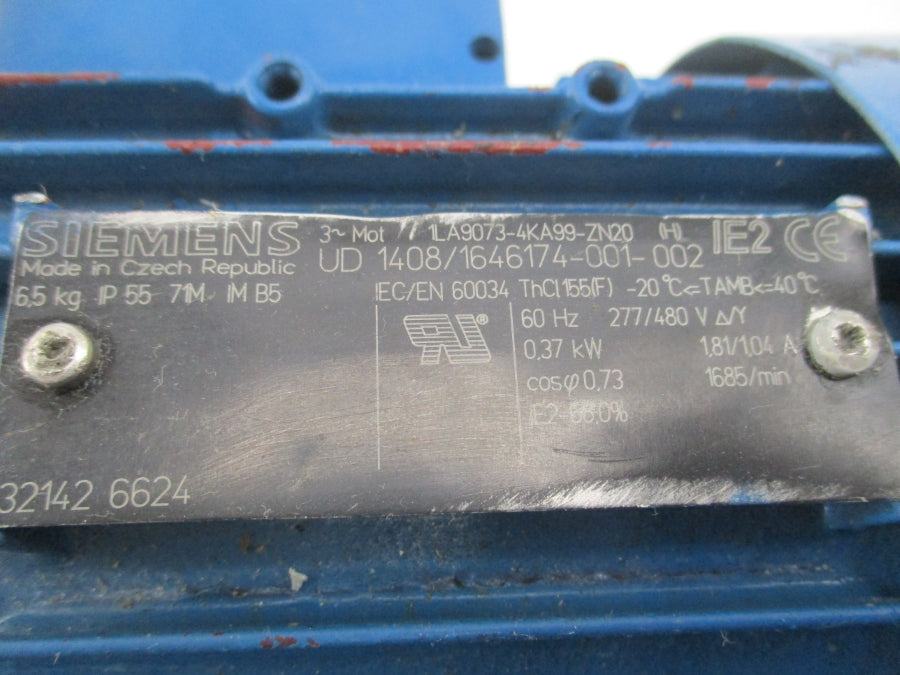 SIEMENS 3~ Mot 1LA9073-4KA99-ZN20 (H) IE2 CE
Made in Czech Republic UD 1408/1646174-001-002
6,5 kg IP 55 71M IM B5 IEC/EN 60034 ThCl 155(F) -20°C<=TAMB<=40°C
60 Hz 277/480 V Δ/Y
RU®
0,37 kW 1.81/1.04 A
cosφ 0,73 1685/min
IE2
32142 6624